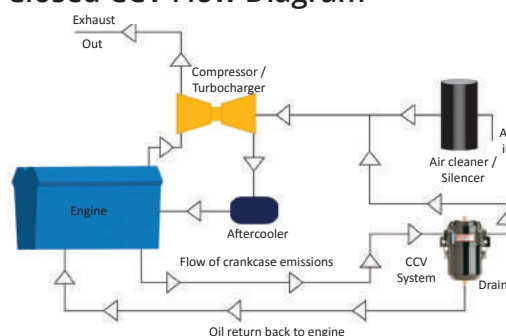 Closed CCV Flow Diagram
Exhaust
Out
Compressor /
Turbocharger
Air cleaner /
Silencer
Engine
Aftercooler
Flow of crankcase emissions
CCV
System
Drain
Oil return back to engine